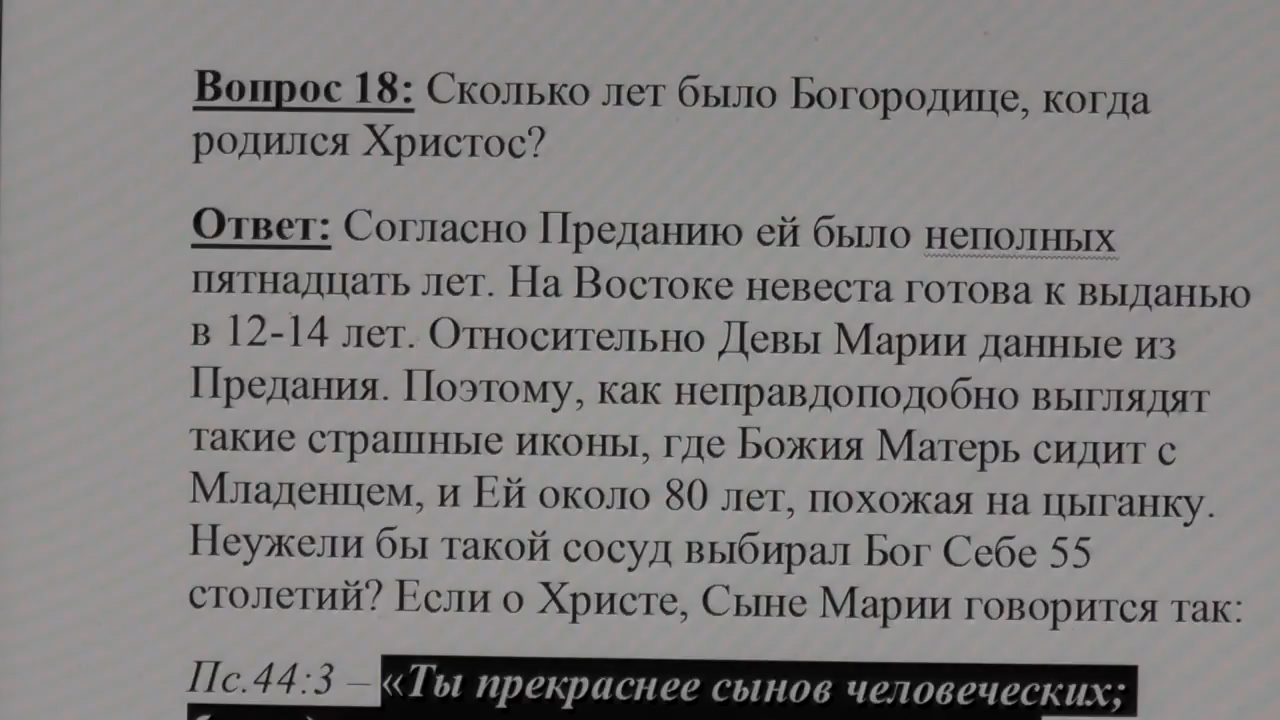 Вопрос 18: Сколько лет было Богородице, когда
родился Христос?
Ответ: Согласно Преданию ей было неполных
пятнадцать лет. На Востоке невеста готова к выданью
в 12-14 лет. Относительно Девы Марии данные из
Предания. Поэтому, как неправдоподобно выглядят
такие страшные иконы, где Божия Матерь сидит с
Младенцем, и Ей около 80 лет, похожая на цыганку.
Неужели бы такой сосуд выбирал Бог Себе 55
столетий? Если о Христе, Сыне Марии говорится так:
Пс.44:3 – «Ты прекраснее сынов человеческих;